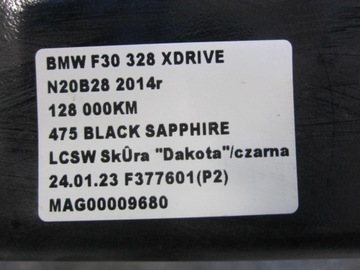 BMW F30 328 XDRIVE
N20B28 2014r
128 000KM
475 BLACK SAPPHIRE
LCSW SkÛra "Dakota"/czarna
24.01.23 F377601(P2)
MAG00009680